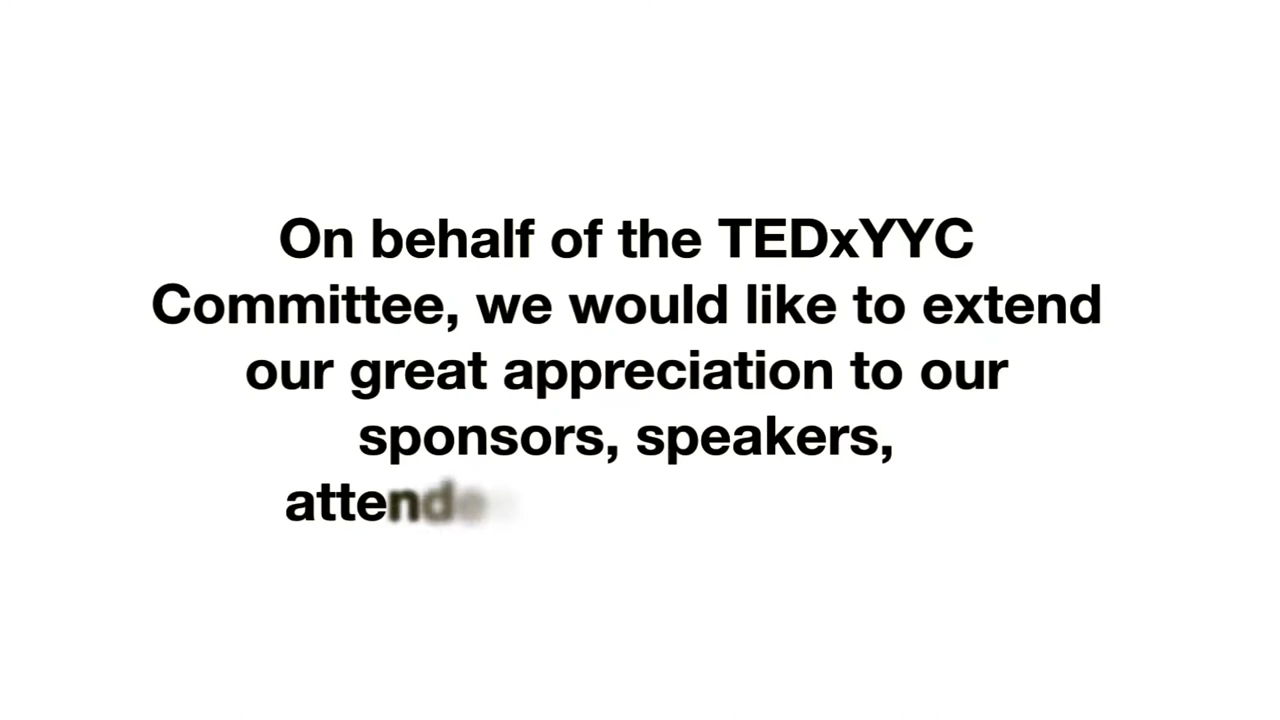 On behalf of the TEDxYYC
Committee, we would like to extend
our great appreciation to our
sponsors, speakers,